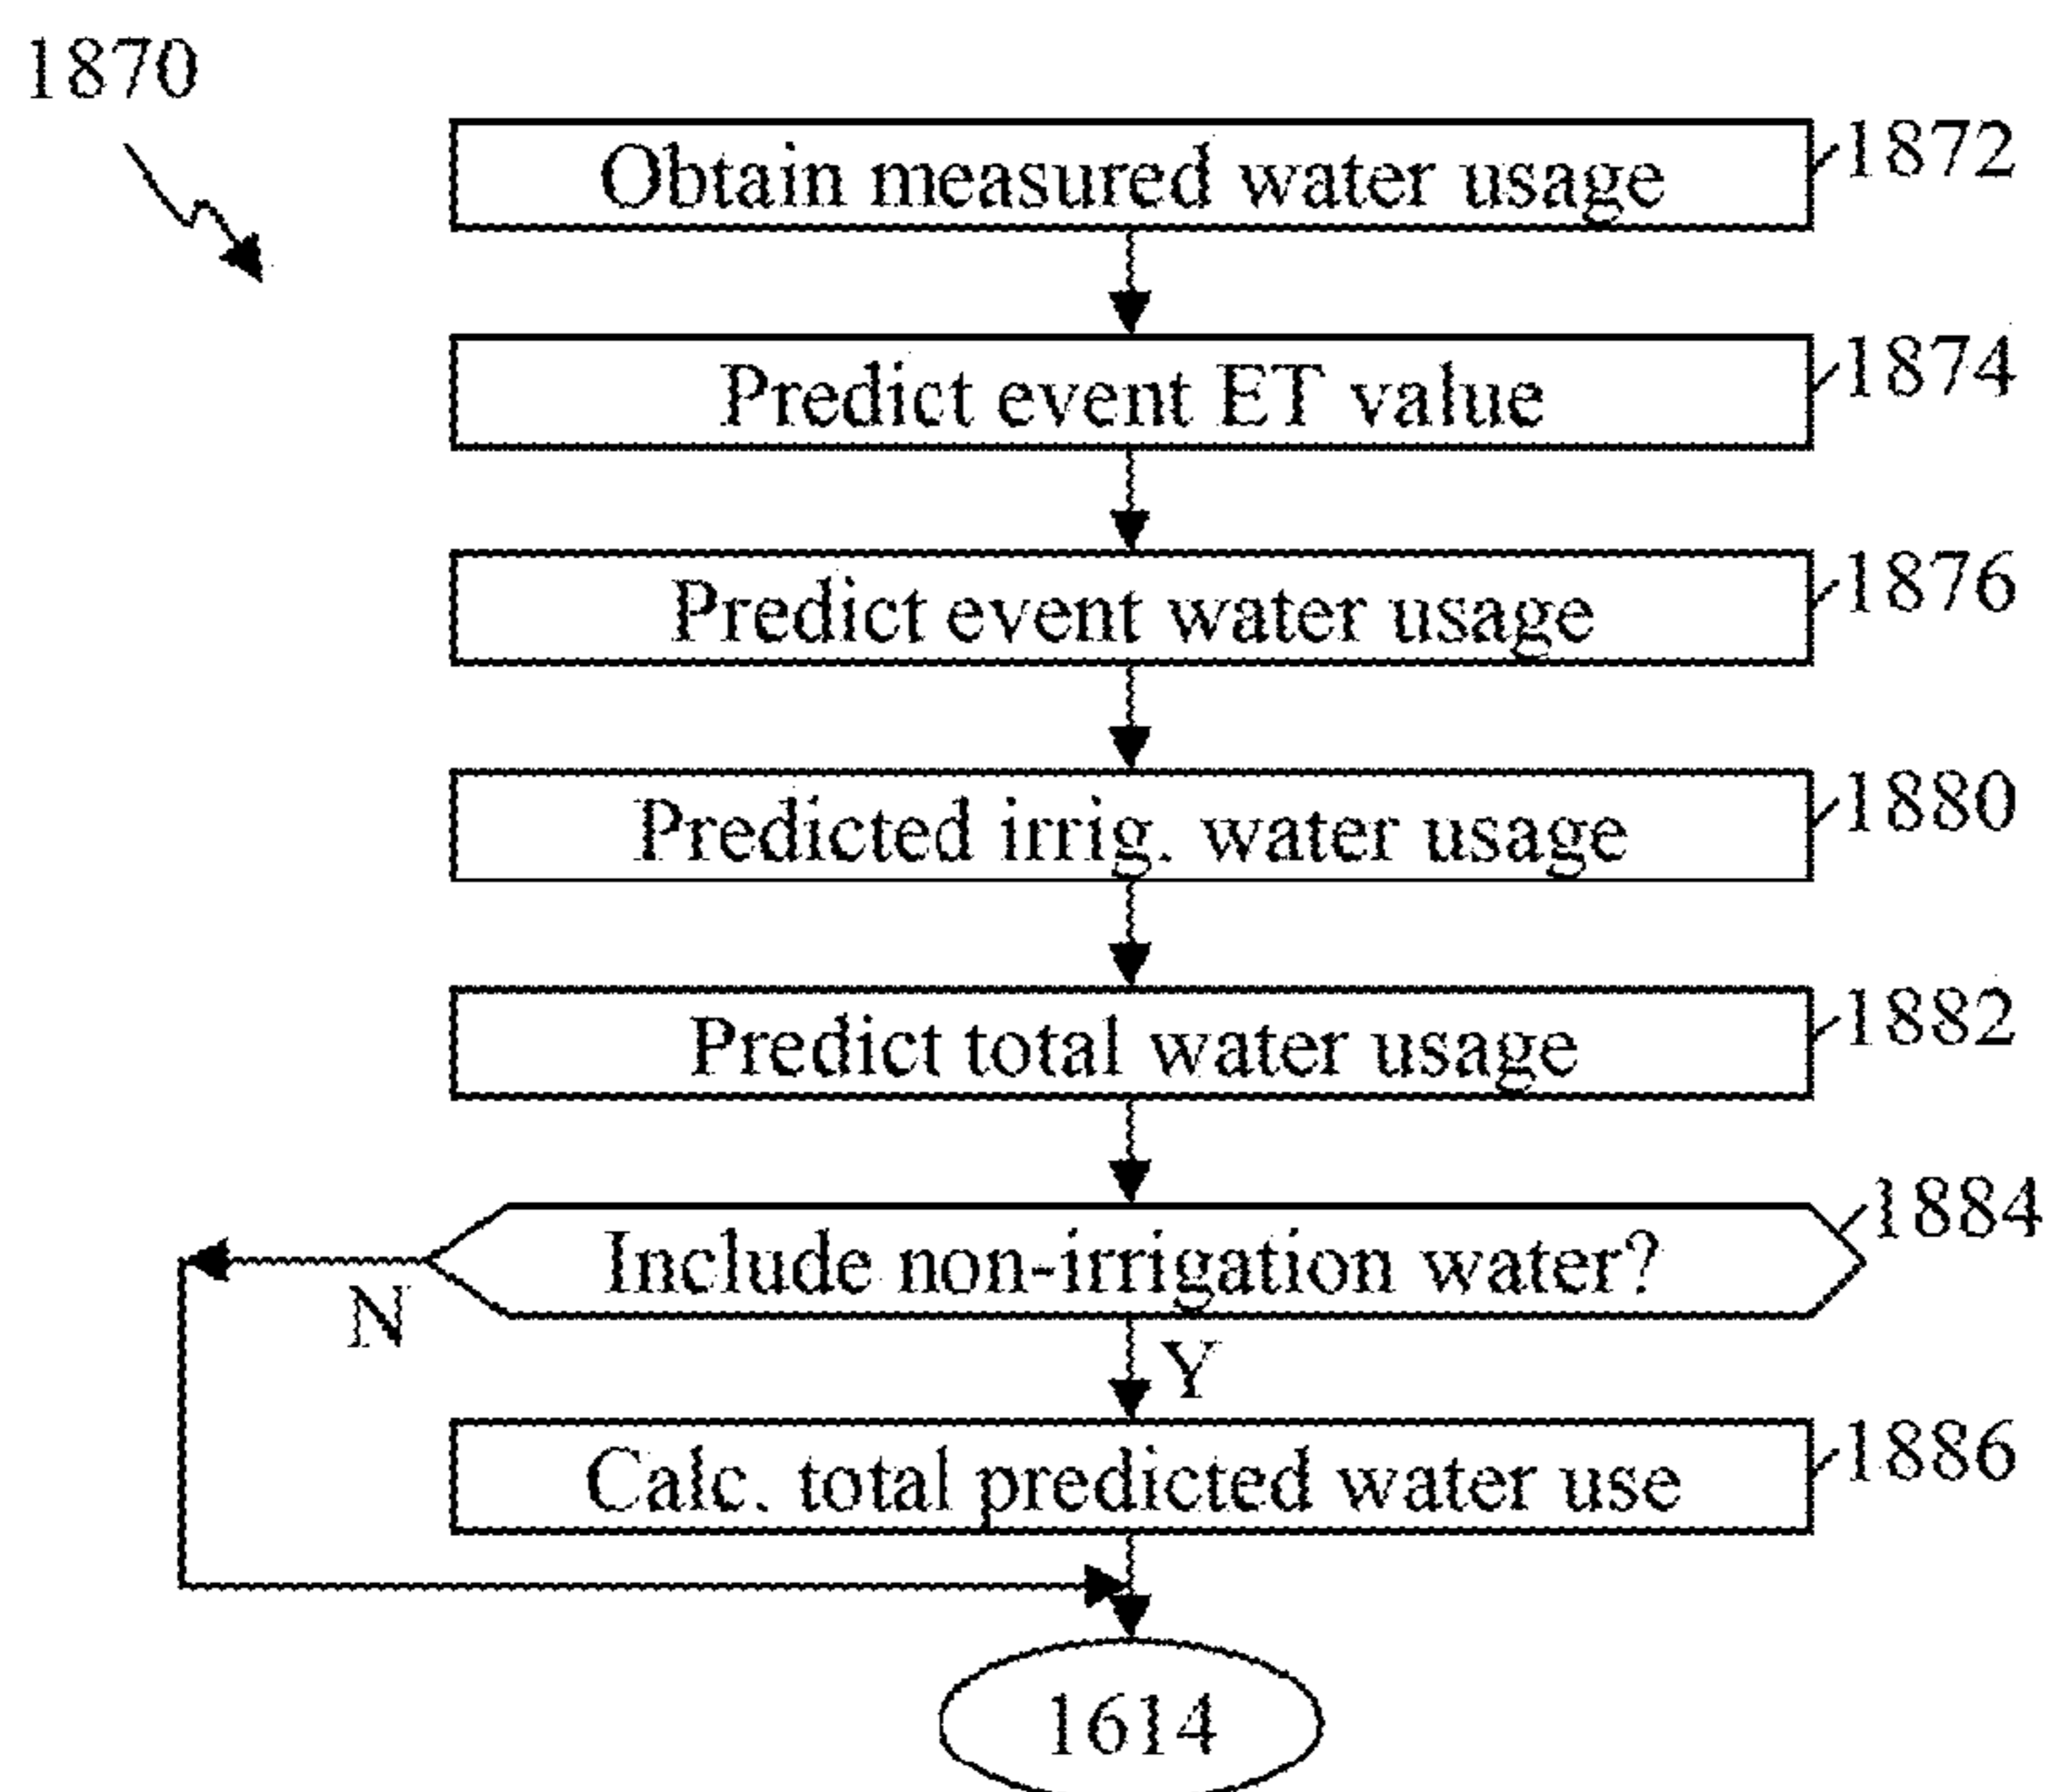 1870
Obtain measured water usage
1872
Predict event ET value
1874
Predict event water usage
1876
Predicted irrig. water usage
1880
Predict total water usage
1882
Include non-irrigation water?
1884
N
Y
Calc. total predicted water use
1886
1614